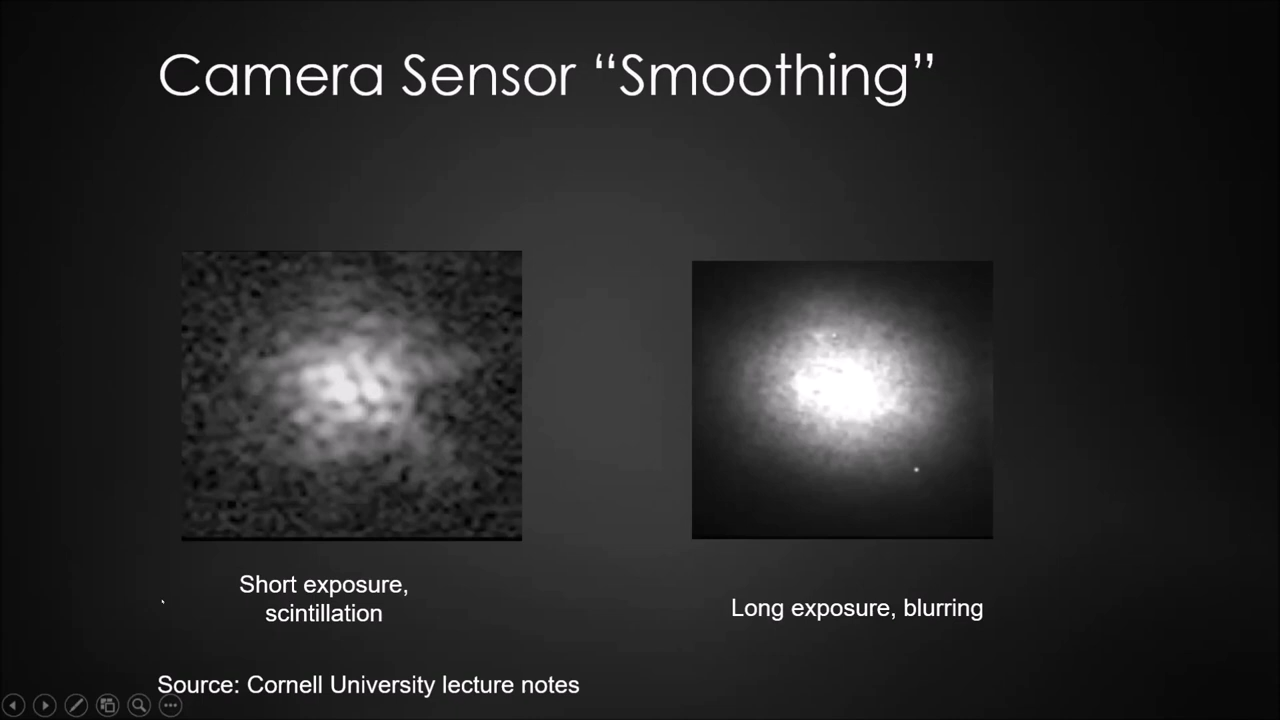 Camera Sensor “Smoothing”
Short exposure,
scintillation
Long exposure, blurring
Source: Cornell University lecture notes